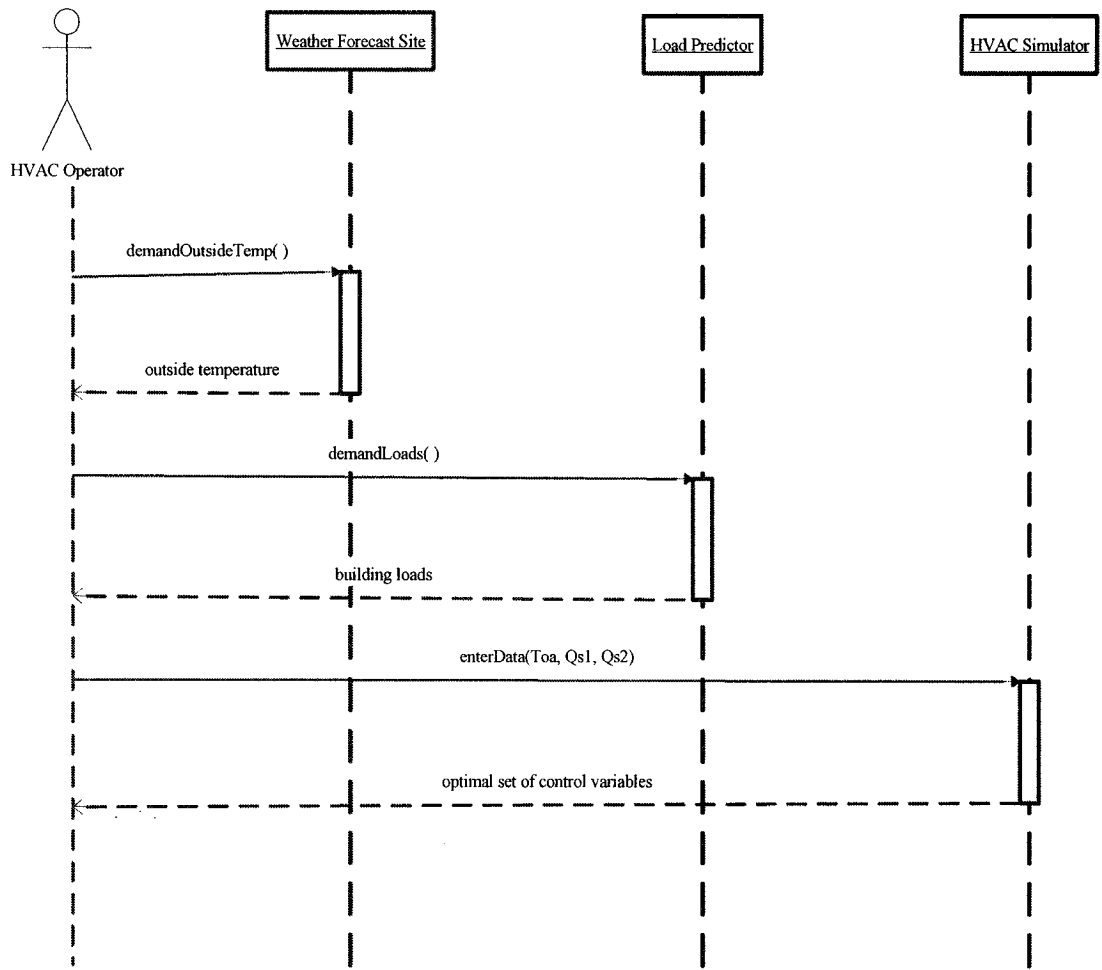 Weather Forecast Site
Load Predictor
HVAC Simulator
HVAC Operator
demandOutsideTemp( )
outside temperature
demandLoads( )
building loads
enterData(Toa, Qs1, Qs2)
optimal set of control variables